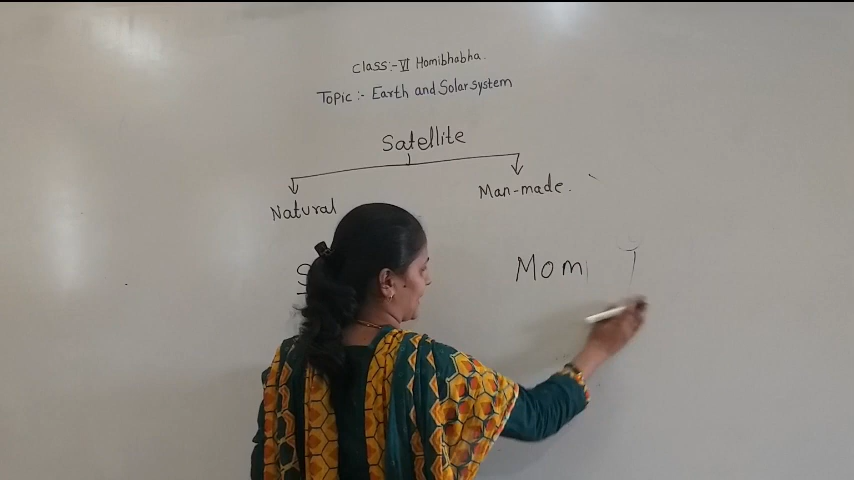 Class:- VI Homibhabha.
Topic:- Earth and Solar system
Satellite
Natural
Man-made.
S
Mom